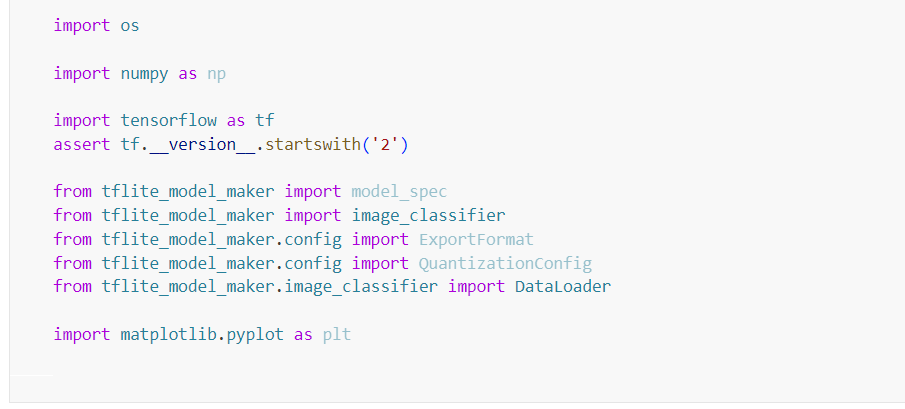 import os
import numpy as np
import tensorflow as tf
assert tf.__version__.startswith('2')
from tflite_model_maker import model_spec
from tflite_model_maker import image_classifier
from tflite_model_maker.config import ExportFormat
from tflite_model_maker.config import QuantizationConfig
from tflite_model_maker.image_classifier import DataLoader
import matplotlib.pyplot as plt